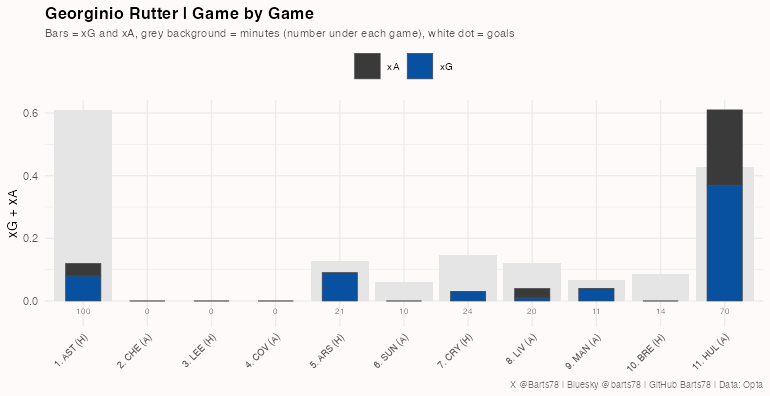 Georginio Rutter | Game by Game
Bars = xG and xA, grey background = minutes (number under each game), white dot = goals
xA xG
xG + xA
0.6
0.4
0.2
0.0
100 0 0 0 21 10 24 20 11 14 70
1. AST (H) 2. CHE (A) 3. LEE (H) 4. COV (A) 5. ARS (H) 6. SUN (A) 7. CRY (H) 8. LIV (A) 9. MAN (A) 10. BRE (H) 11. HUL (A)
X @Barts78 | Bluesky @barts78 | GitHub Barts78 | Data: Opta